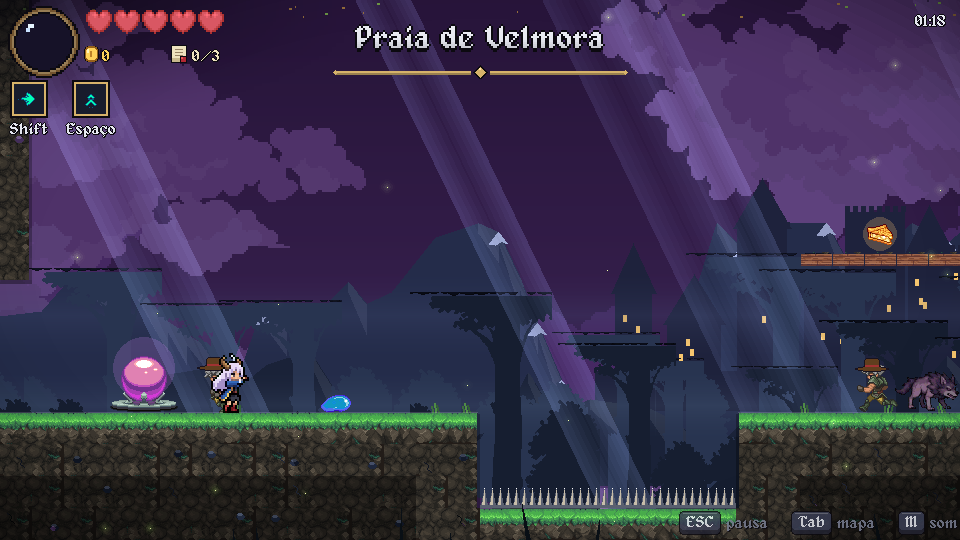 Praia de Velmora
01:18
0
0/3
Shift
Espaço
ESC pausa
Tab mapa
M som